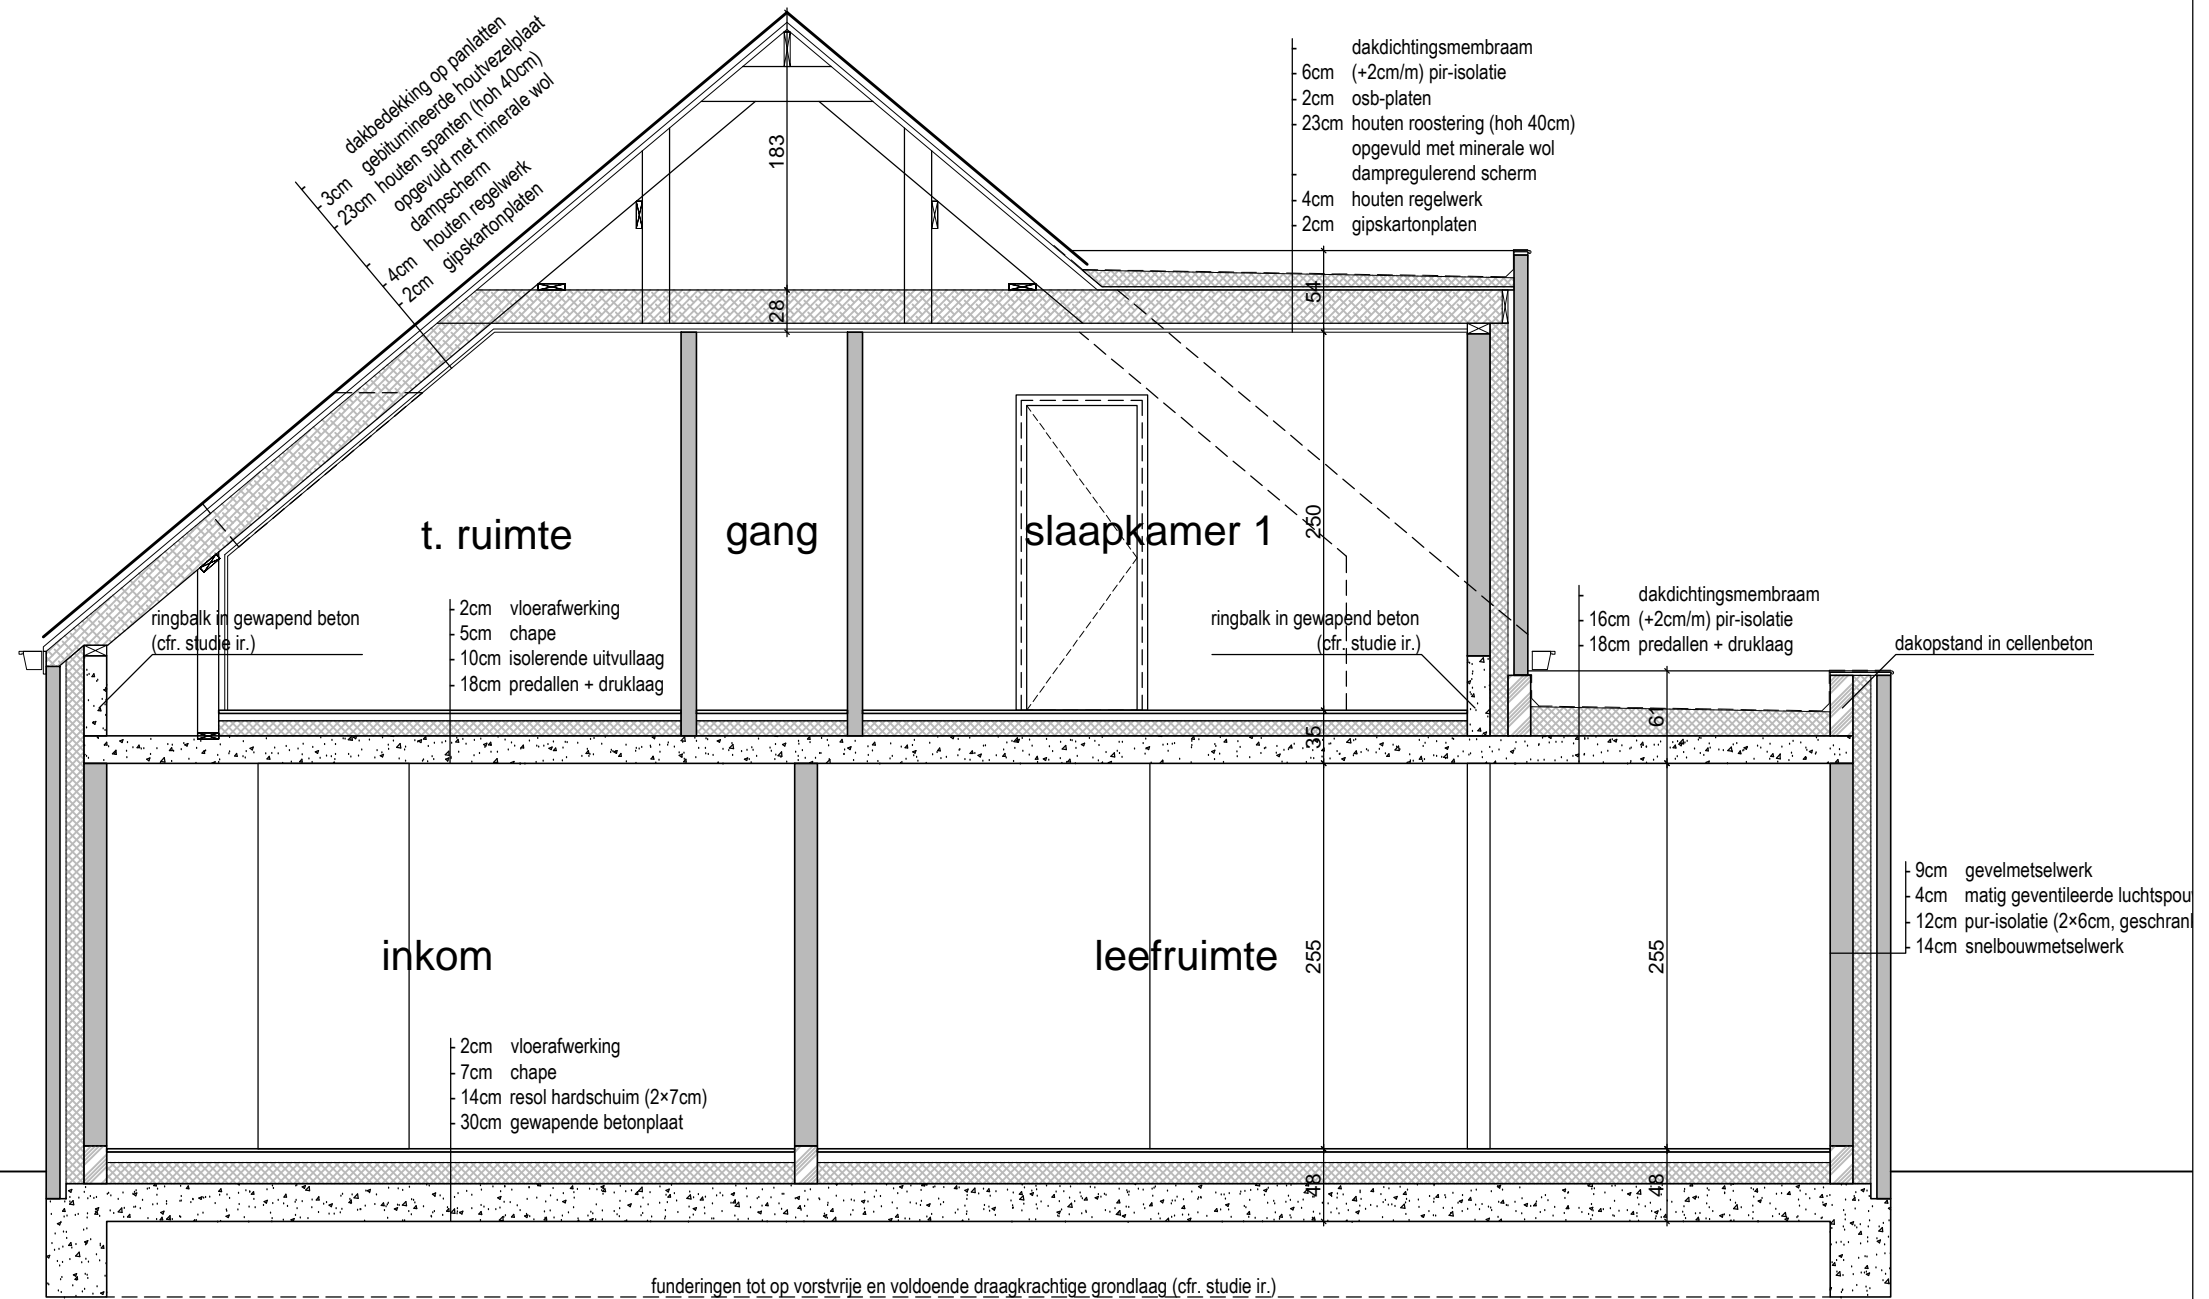 dakbedekking op panlatten
3cm gebitumineerde houtvezelplaat
23cm houten spanten (hoh 40cm)
opgevuld met minerale wol
dampscherm
4cm houten regelwerk
2cm gipskartonplaten
dakdichtingsmembraam
6cm (+2cm/m) pir-isolatie
2cm osb-platen
23cm houten roostering (hoh 40cm)
opgevuld met minerale wol
dampregulerend scherm
4cm houten regelwerk
2cm gipskartonplaten
183
28
54
t. ruimte
gang
slaapkamer 1
250
ringbalk in gewapend beton
(cfr. studie ir.)
2cm vloerafwerking
5cm chape
10cm isolerende uitvullaag
18cm predallen + druklaag
ringbalk in gewapend beton
(cfr. studie ir.)
dakdichtingsmembraam
16cm (+2cm/m) pir-isolatie
18cm predallen + druklaag
dakopstand in cellenbeton
35
61
9cm gevelmetselwerk
4cm matig geventileerde luchtspou
12cm pur-isolatie (2×6cm, geschran
14cm snelbouwmetselwerk
inkom
leefruimte
255
255
2cm vloerafwerking
7cm chape
14cm resol hardschuim (2×7cm)
30cm gewapende betonplaat
48
48
funderingen tot op vorstvrije en voldoende draagkrachtige grondlaag (cfr. studie ir.)